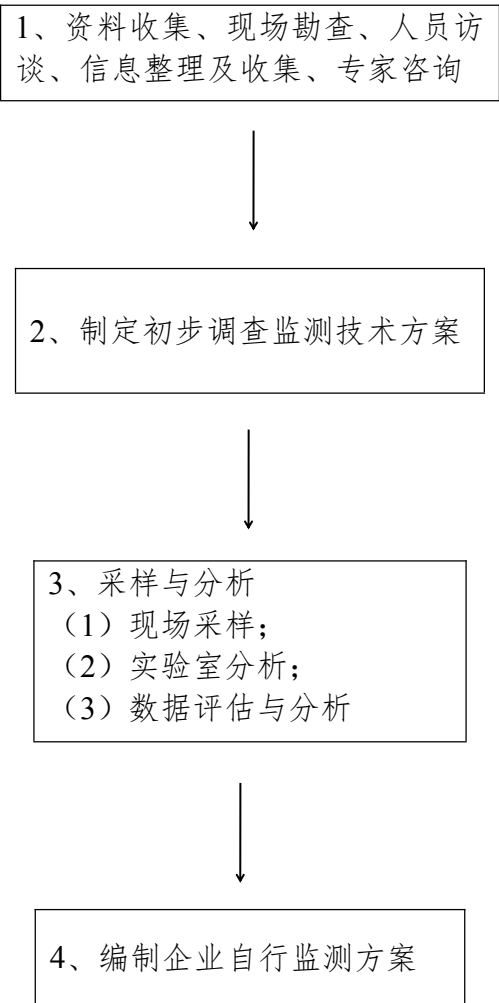 1、资料收集、现场勘查、人员访
谈、信息整理及收集、专家咨询
2、制定初步调查监测技术方案
3、采样与分析
（1）现场采样；
（2）实验室分析；
（3）数据评估与分析
4、编制企业自行监测方案